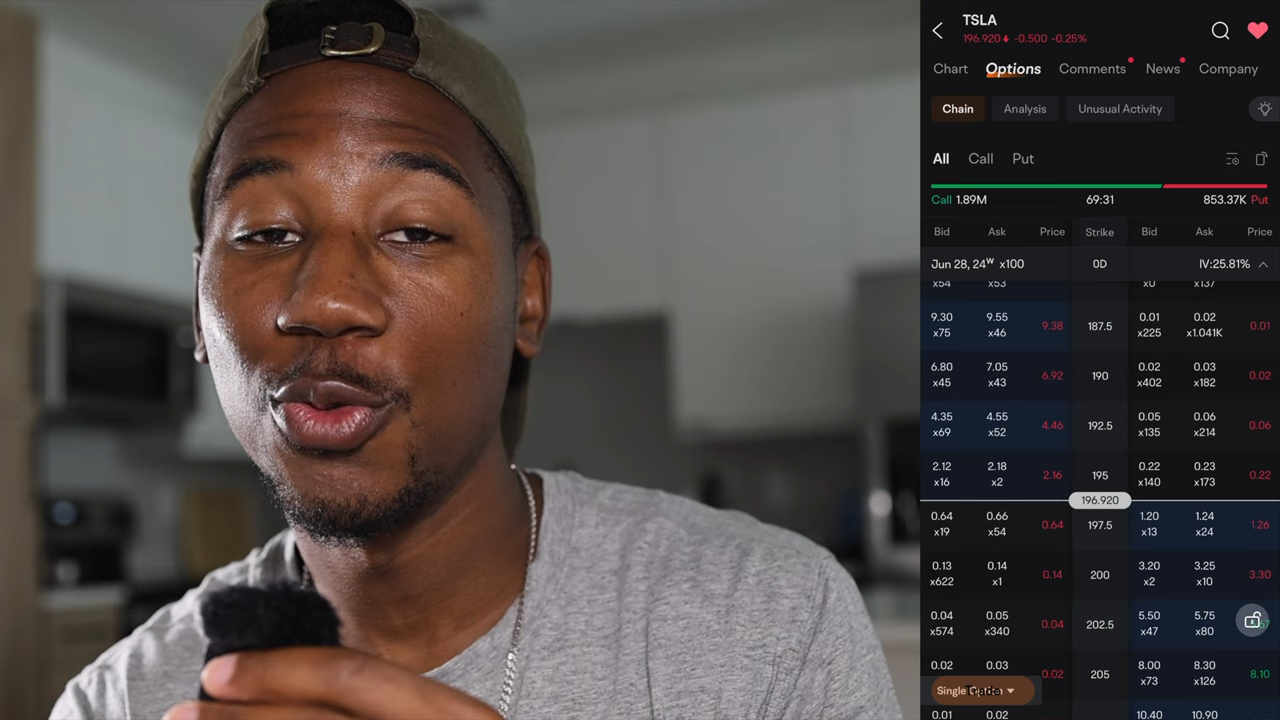 TSLA
196.920 -0.500 -0.25%
Chart Options Comments News Company
Chain Analysis Unusual Activity
All Call Put
Call 1.89M 69:31 853.37K Put
Bid Ask Price Strike Bid Ask Price
Jun 28, 24W x100 0D IV:25.81%
x54 x53 x0 x137
9.30 9.55 9.38 187.5 0.01 0.02 0.01
x75 x46 x225 x1.041K
6.80 7.05 6.92 190 0.02 0.03 0.02
x45 x43 x402 x182
4.35 4.55 4.46 192.5 0.05 0.06 0.06
x69 x52 x135 x214
2.12 2.18 2.16 195 0.22 0.23 0.22
x16 x2 x140 x173
196.920
0.64 0.66 0.64 197.5 1.20 1.24 1.26
x19 x54 x13 x24
0.13 0.14 0.14 200 3.20 3.25 3.30
x622 x1 x2 x10
0.04 0.05 0.04 202.5 5.50 5.75
x574 x340 x47 x80
0.02 0.03 0.02 205 8.00 8.30 8.10
x73 x126
Single
0.01 0.02 10.40 10.90